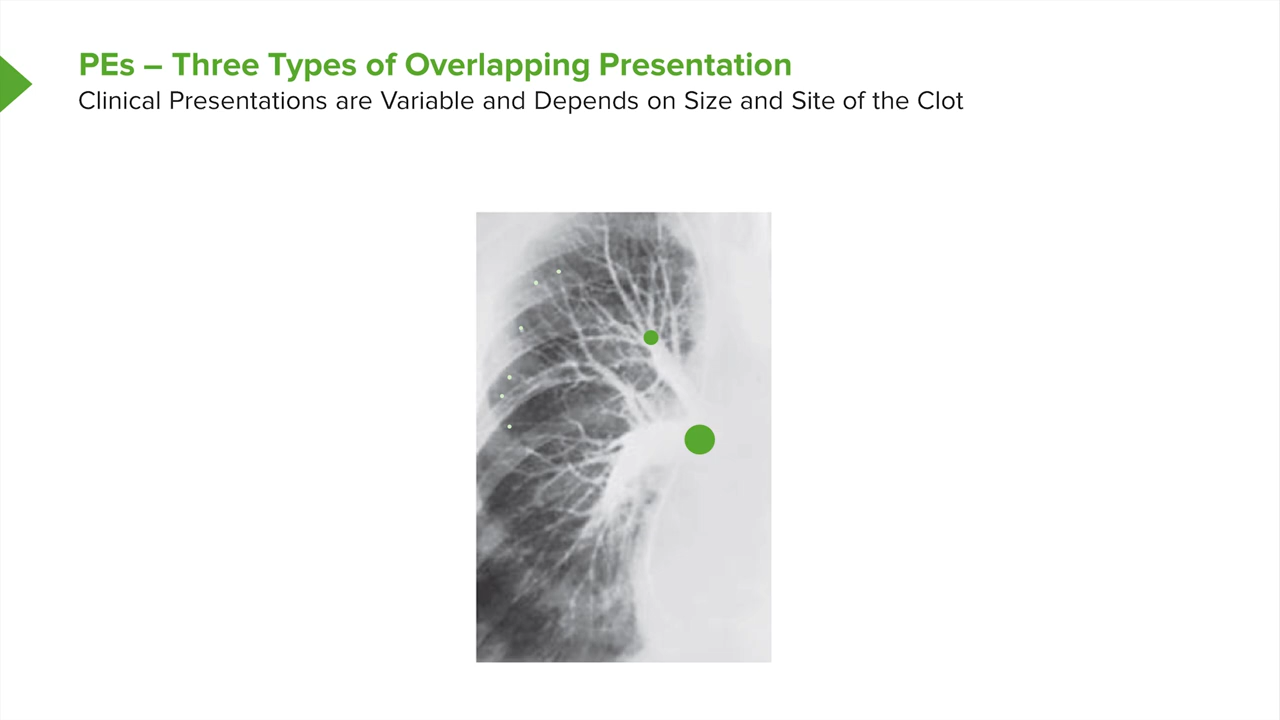 PEs – Three Types of Overlapping Presentation
Clinical Presentations are Variable and Depends on Size and Site of the Clot